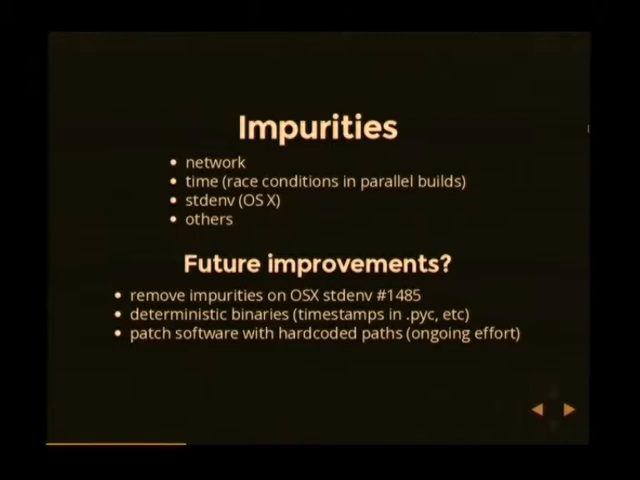 Impurities
network
time (race conditions in parallel builds)
stdenv (OS X)
others
Future improvements?
remove impurities on OSX stdenv #1485
deterministic binaries (timestamps in .pyc, etc)
patch software with hardcoded paths (ongoing effort)